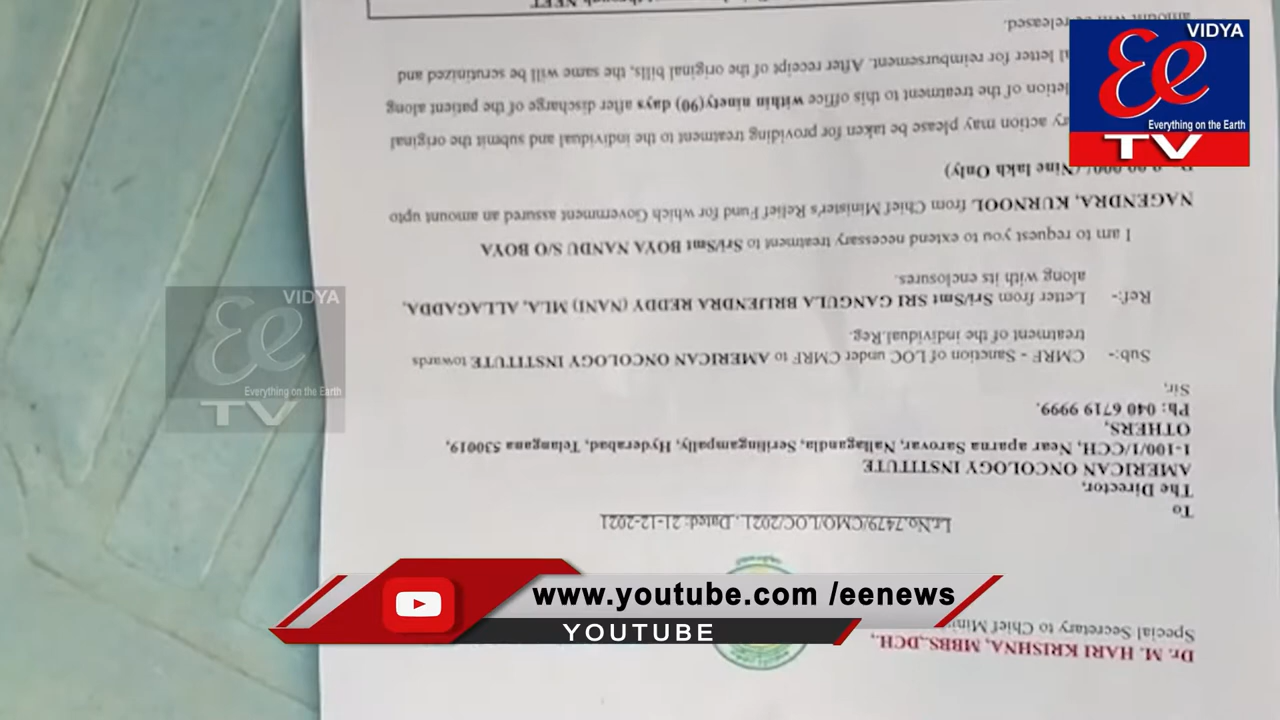 Dr. M. HARI KRISHNA, MBBS.,DCH.,
Special Secretary to Chief
Lr.No.7479/CMO/LOC/2021, Dated: 21-12-2021
To
The Director,
AMERICAN ONCOLOGY INSTITUTE
1-100/1/CCH, Near aparna Sarovar, Nallagandla, Serilingampally, Hyderabad, Telangana 530019,
OTHERS,
Ph: 040 6719 9999.
Sir,
Sub:- CMRF - Sanction of LOC under CMRF to AMERICAN ONCOLOGY INSTITUTE towards
treatment of the individual.Reg.
Ref:- Letter from Sri/Smt SRI GANGULA BRIJENDRA REDDY (NANI) MLA, ALLAGADDA,
along with its enclosures.
I am to request you to extend necessary treatment to Sri/Smt BOYA NANDU S/O BOYA
NAGENDRA, KURNOOL from Chief Minister's Relief Fund for which Government assured an amount upto
(Nine lakh Only)
action may please be taken for providing treatment to the individual and submit the original
of the treatment to this office within ninety(90) days after discharge of the patient along
letter for reimbursement. After receipt of the original bills, the same will be scrutinized and
released.
Ee
VIDYA
Everything on the Earth
TV
Ee
VIDYA
Everything on the Earth
TV
www.youtube.com /eenews
YOUTUBE